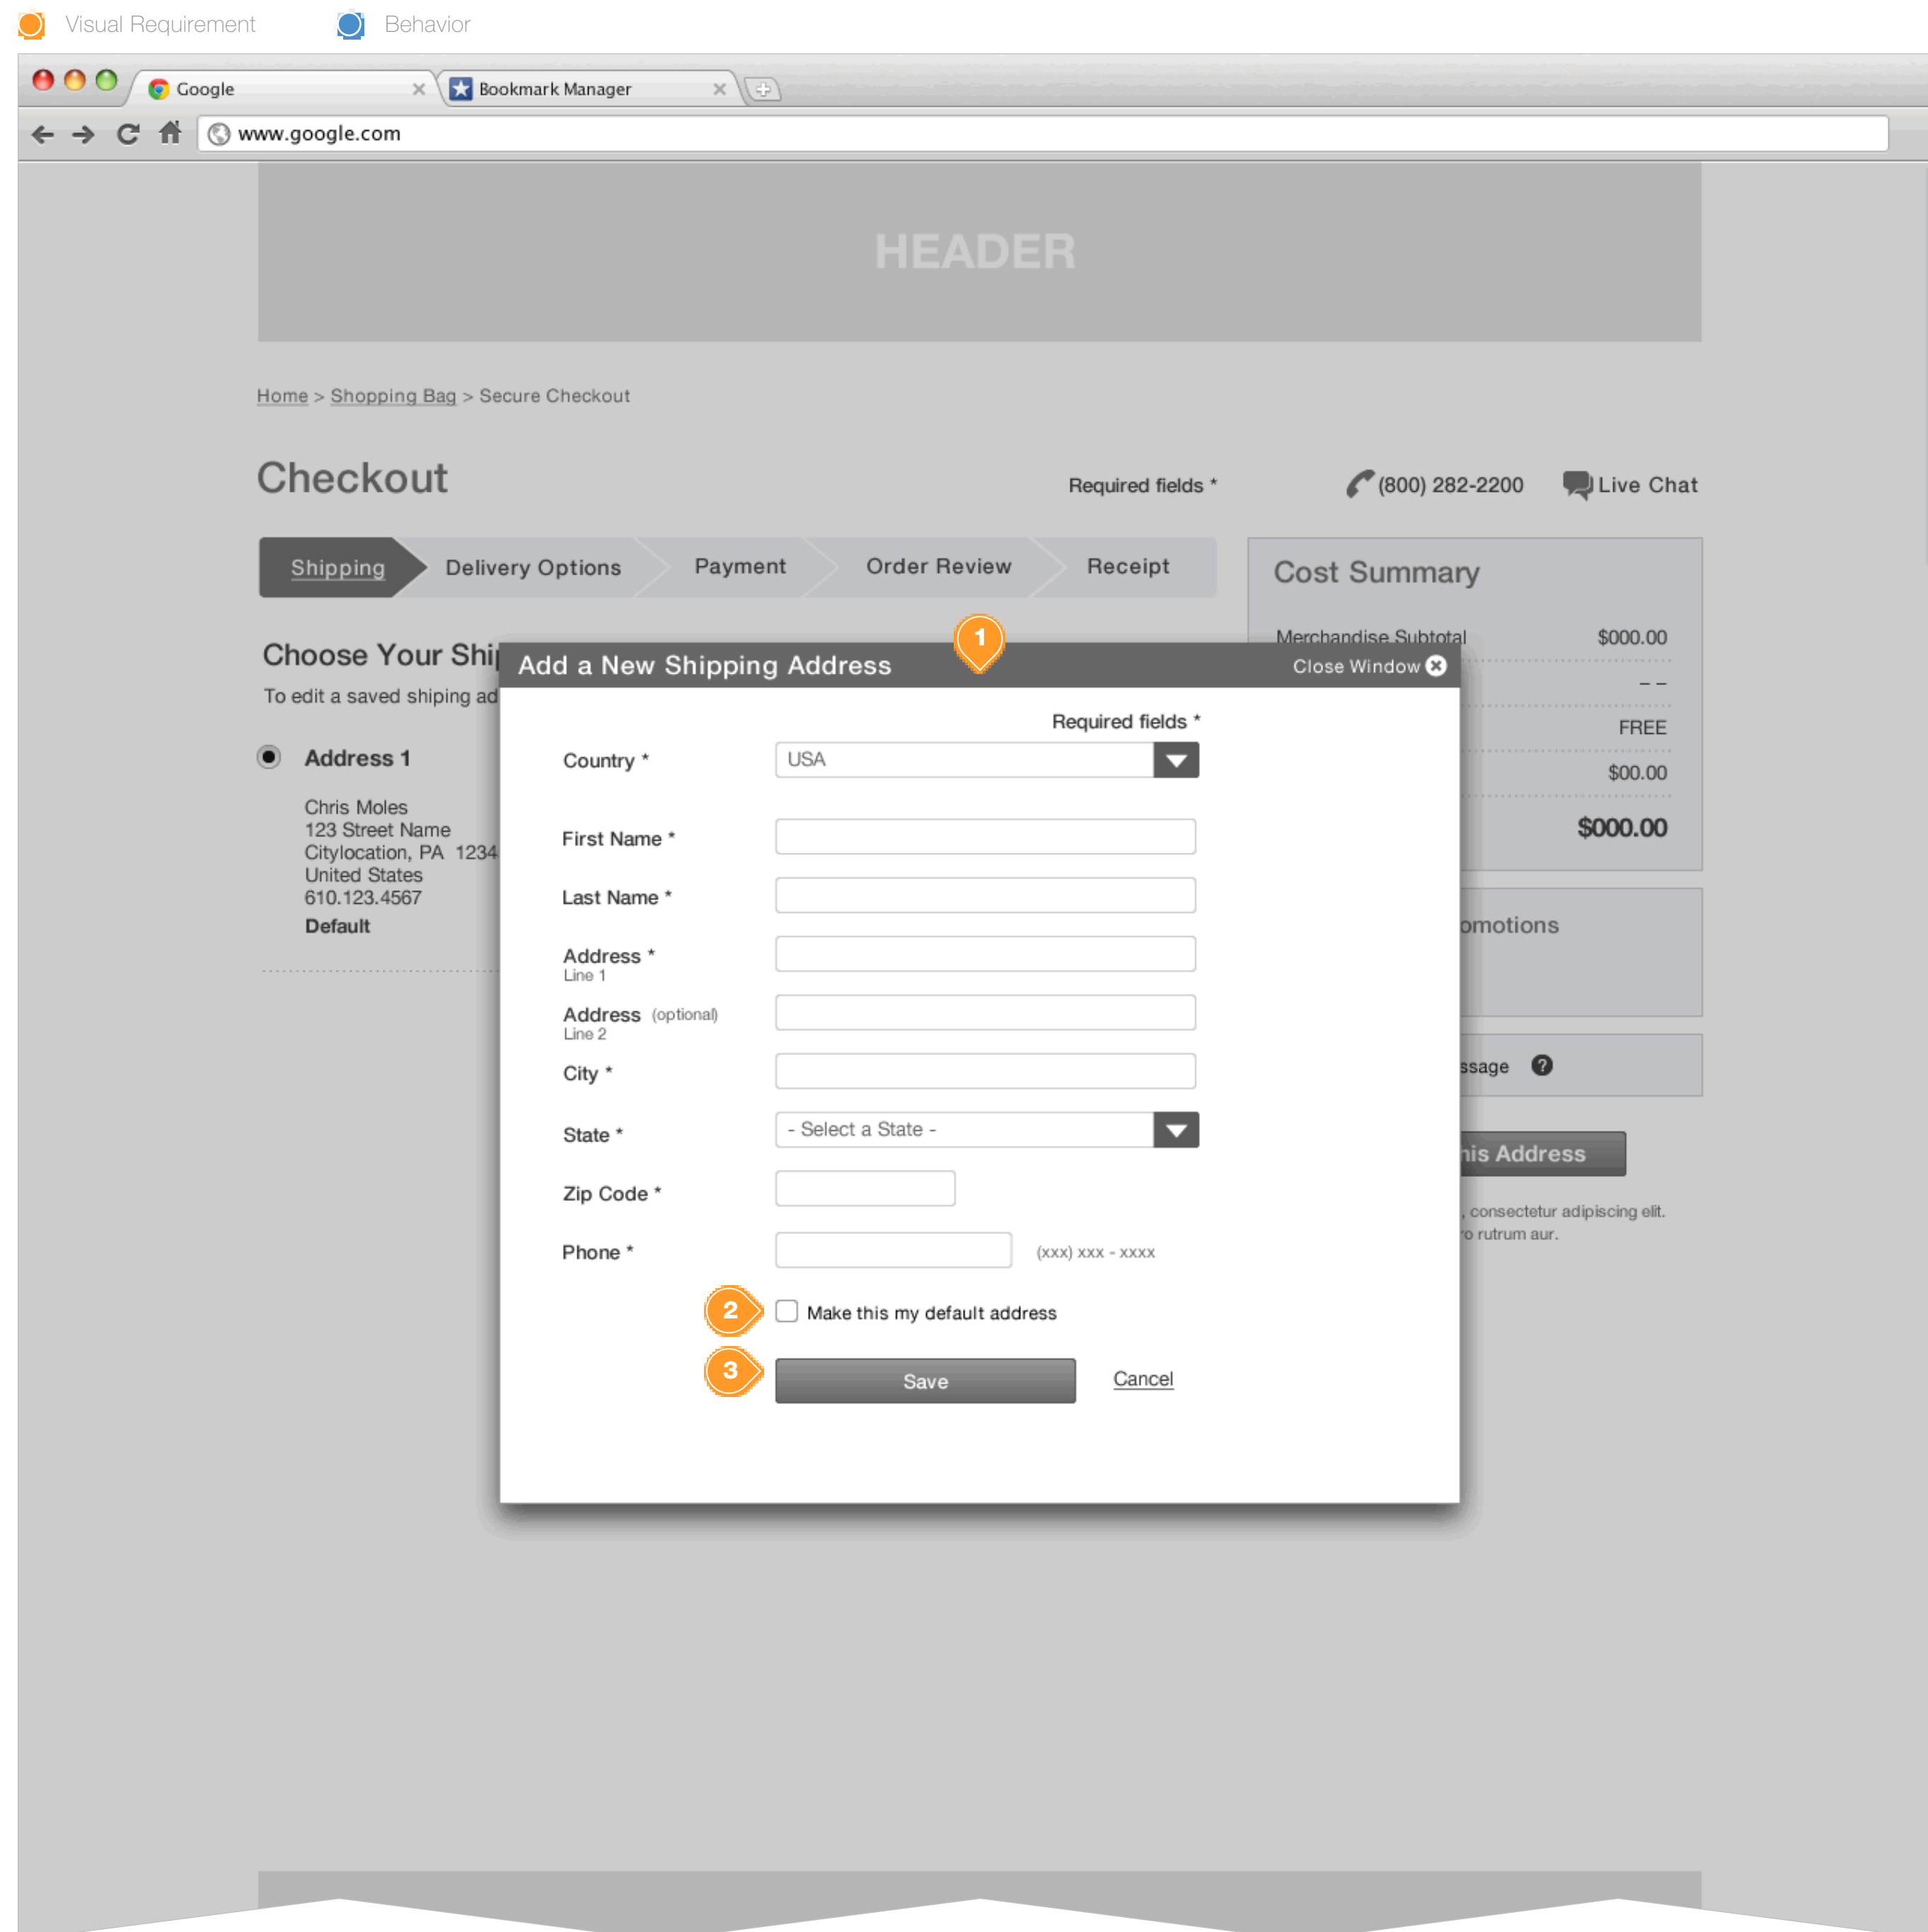 Visual Requirement
Behavior
Google
Bookmark Manager
www.google.com
HEADER
Home > Shopping Bag > Secure Checkout
Checkout
Required fields *
(800) 282-2200
Live Chat
Shipping
Delivery Options
Payment
Order Review
Receipt
Cost Summary
Merchandise Subtotal
$000.00
– –
FREE
$00.00
$000.00
Choose Your Shi
To edit a saved shiping ad
Address 1
Chris Moles
123 Street Name
Citylocation, PA 1234
United States
610.123.4567
Default
1
Add a New Shipping Address
Close Window
Required fields *
Country *
USA
First Name *
Last Name *
Address *
Line 1
Address (optional)
Line 2
City *
State *
- Select a State -
Zip Code *
Phone *
(xxx) xxx - xxxx
2
Make this my default address
3
Save
Cancel
omotions
ssage ?
his Address
, consectetur adipiscing elit.
ro rutrum aur.